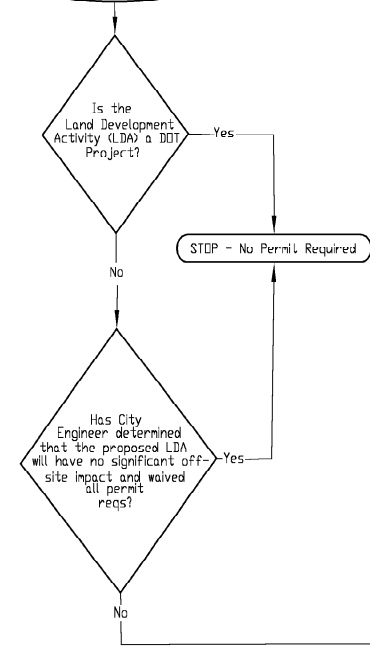 Is the
Land Development
Activity (LDA) a DOT
Project?
Yes
STOP - No Permit Required
No
Has City
Engineer determined
that the proposed LDA
will have no significant off-
site impact and waived
all permit
reqs?
Yes
No